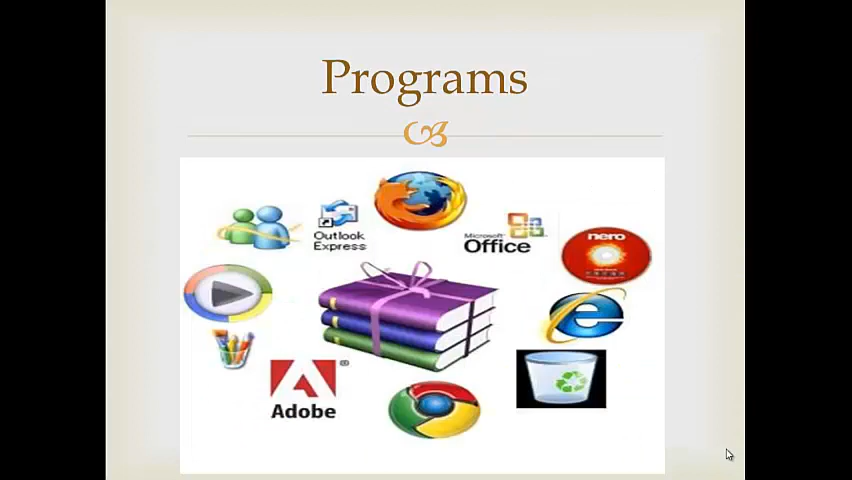 Programs
Outlook
Express
Microsoft
Office
nero
Adobe